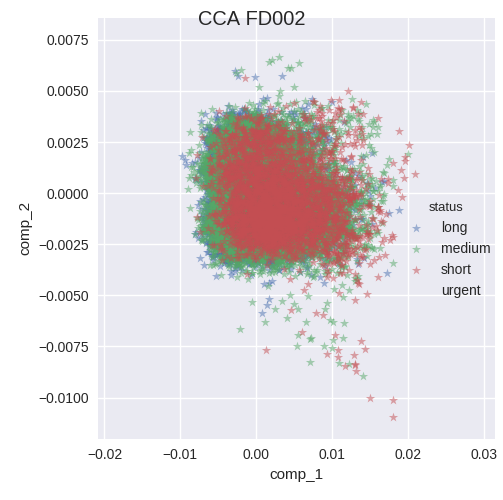 CCA FD002
0.0075
0.0050
0.0025
0.0000
−0.0025
−0.0050
−0.0075
−0.0100
comp_2
status
long
medium
short
urgent
−0.02
−0.01
0.00
0.01
0.02
0.03
comp_1